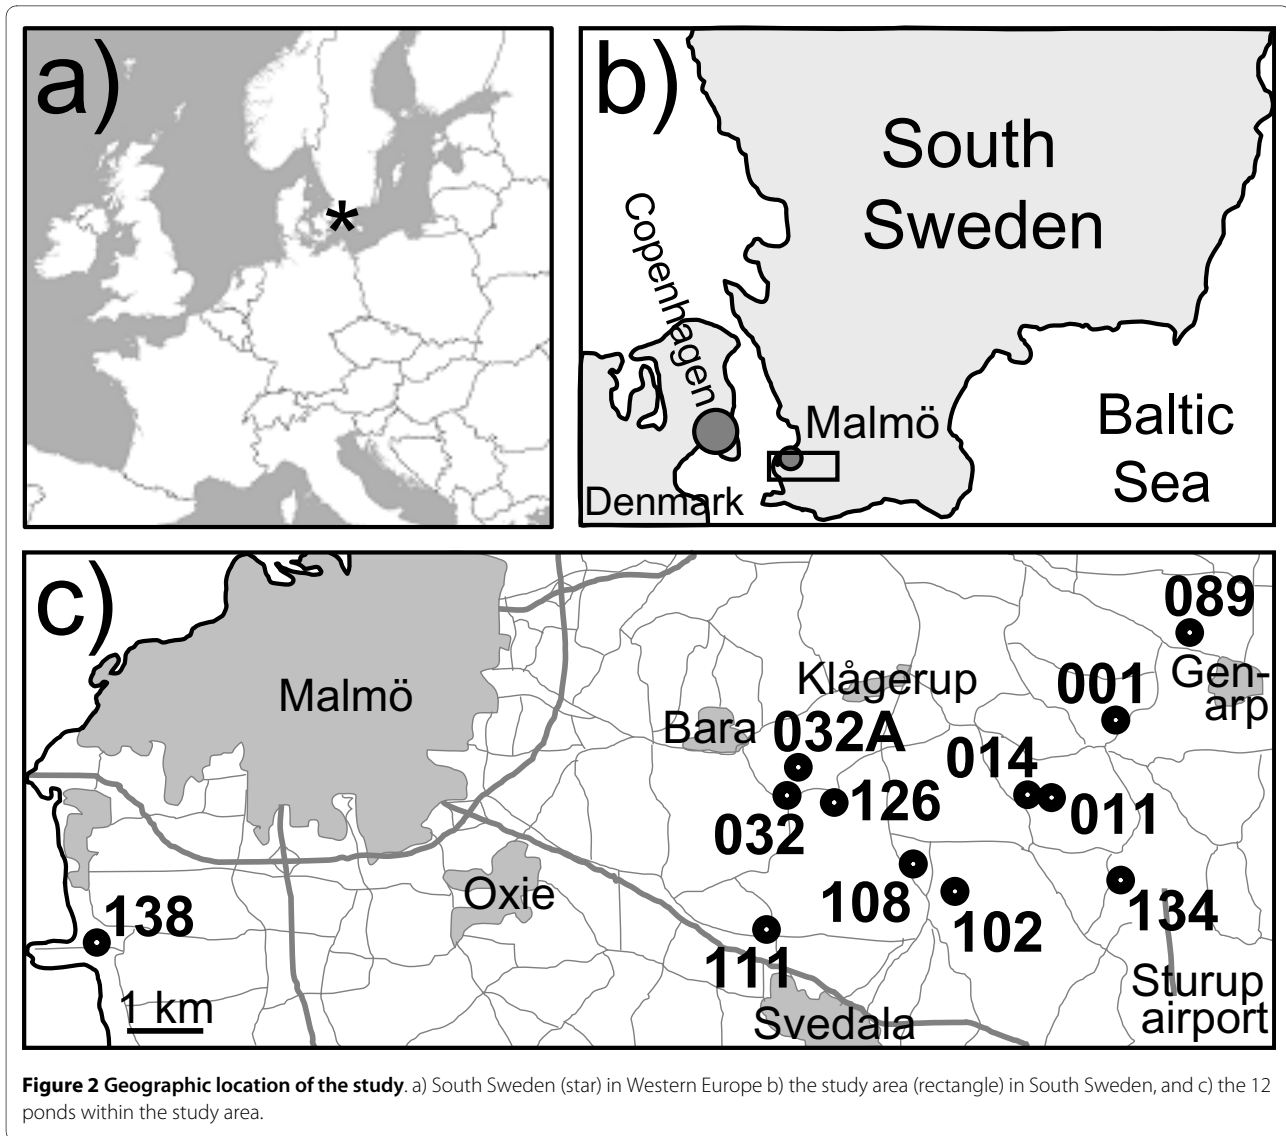 a)
*
b)
South
Sweden
Copenhagen
Malmö
Baltic
Sea
Denmark
c)
089
Malmö
Klågerup
001
Gen-
arp
Bara
032A
014
126
011
032
Oxie
108
134
138
102
111
Sturup
airport
1 km
Svedala
Figure 2 Geographic location of the study. a) South Sweden (star) in Western Europe b) the study area (rectangle) in South Sweden, and c) the 12
ponds within the study area.